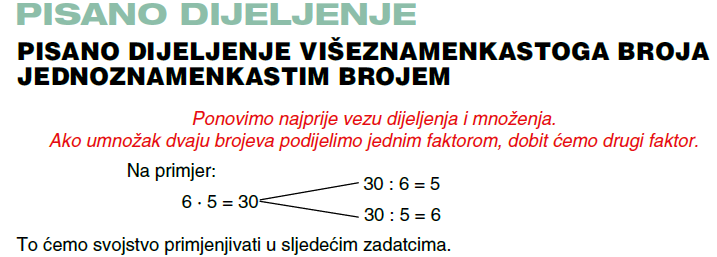 PISANO DIJELJENJE
PISANO DIJELJENJE VIŠEZNAMENKASTOGA BROJA
JEDNOZNAMENKASTIM BROJEM
Ponovimo najprije vezu dijeljenja i množenja.
Ako umnožak dvaju brojeva podijelimo jednim faktorom, dobit ćemo drugi faktor.
Na primjer:
30 : 6 = 5
6 · 5 = 30
30 : 5 = 6
To ćemo svojstvo primjenjivati u sljedećim zadatcima.